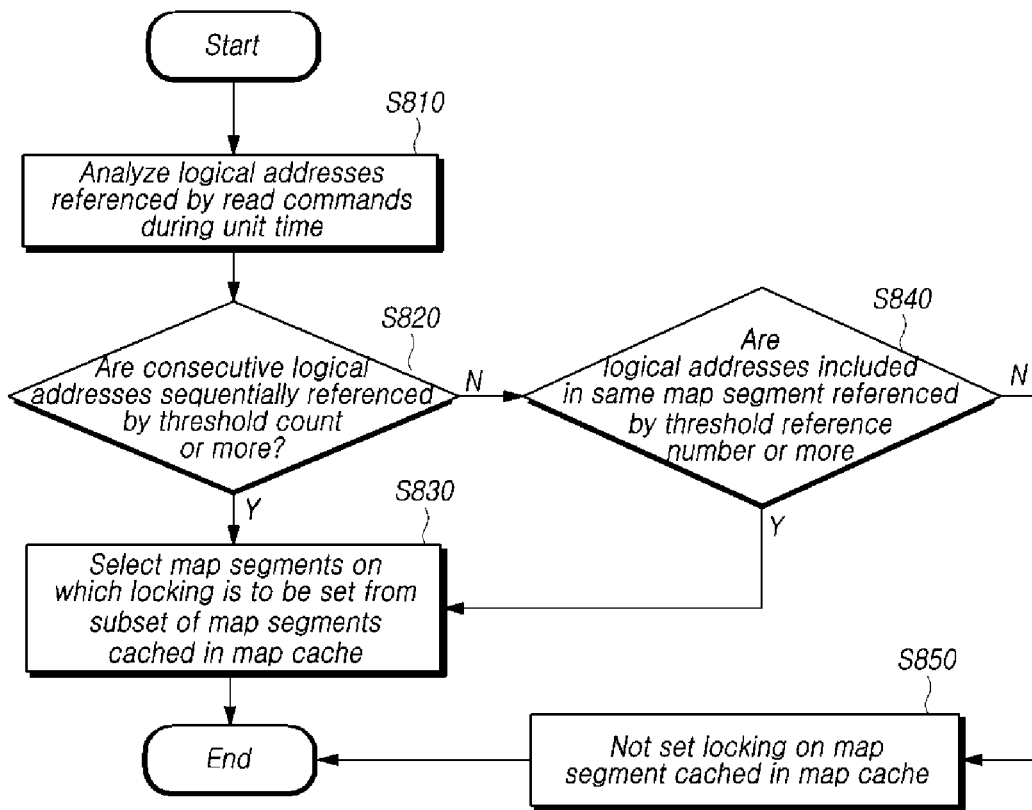 Start
S810
Analyze logical addresses
referenced by read commands
during unit time
S820
Are consecutive logical
addresses sequentially referenced
by threshold count
or more?
N
Y
S840
Are
logical addresses included
in same map segment referenced
by threshold reference
number or more
N
Y
S830
Select map segments on
which locking is to be set from
subset of map segments
cached in map cache
S850
Not set locking on map
segment cached in map cache
End